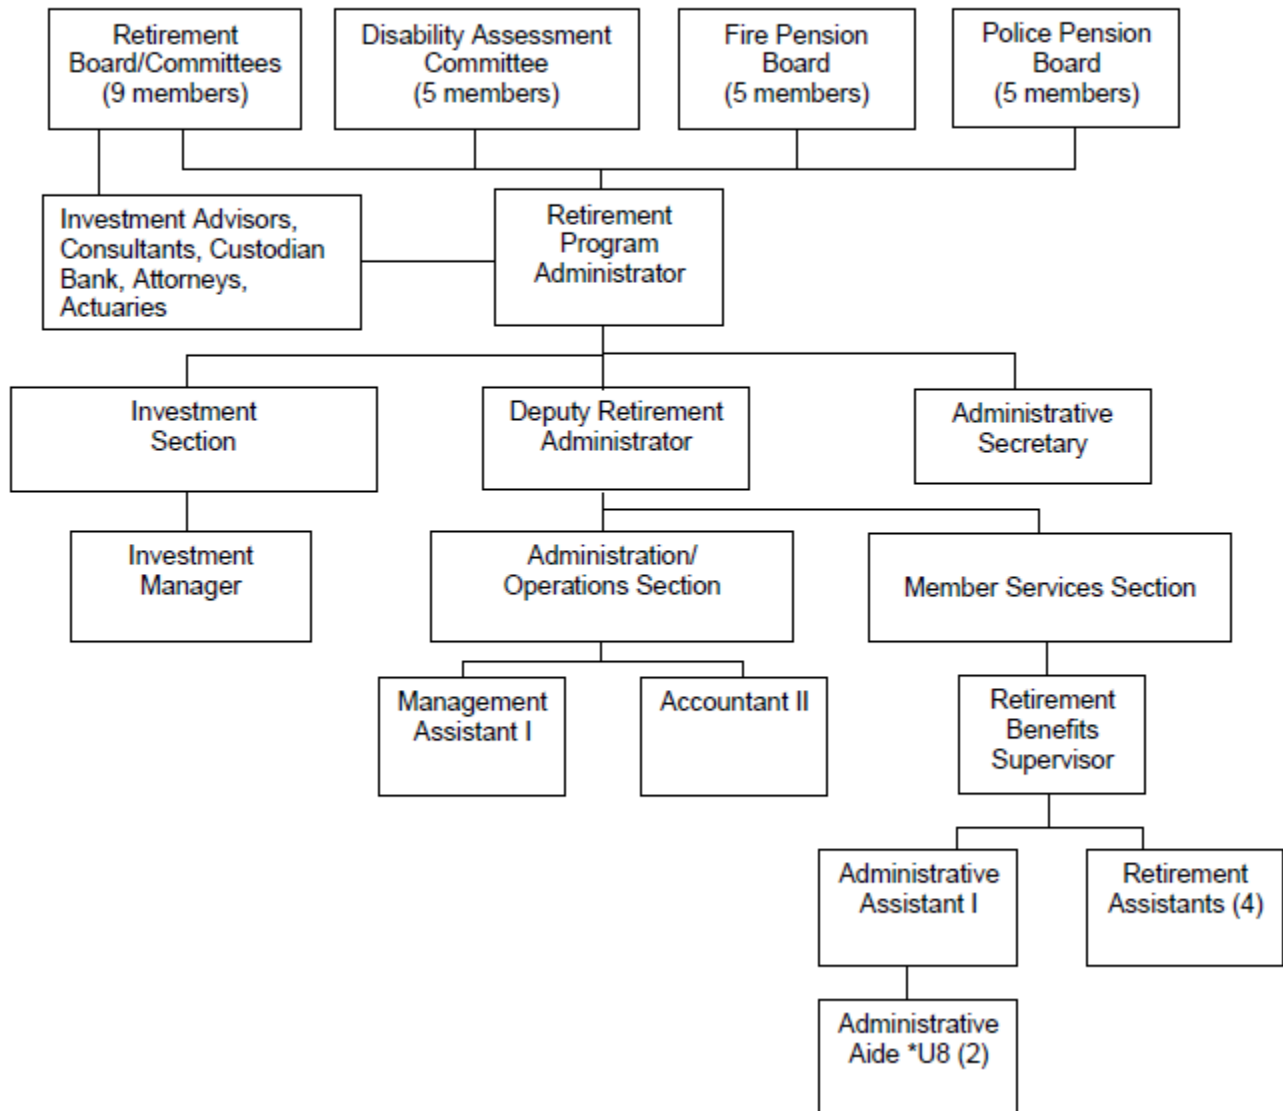 Retirement
Board/Committees
(9 members)
Disability Assessment
Committee
(5 members)
Fire Pension
Board
(5 members)
Police Pension
Board
(5 members)
Investment Advisors,
Consultants, Custodian
Bank, Attorneys,
Actuaries
Retirement
Program
Administrator
Investment
Section
Deputy Retirement
Administrator
Administrative
Secretary
Investment
Manager
Administration/
Operations Section
Member Services Section
Management
Assistant I
Accountant II
Retirement
Benefits
Supervisor
Administrative
Assistant I
Retirement
Assistants (4)
Administrative
Aide *U8 (2)